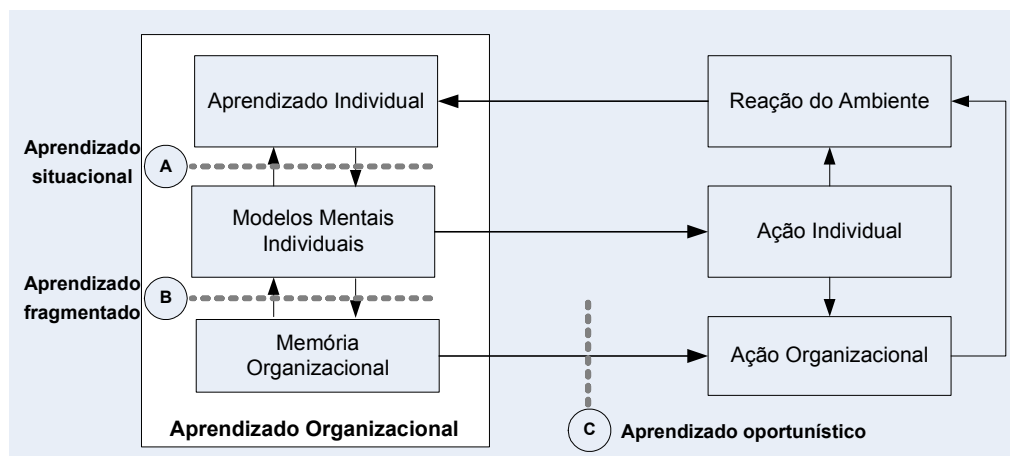 Aprendizado Individual
Reação do Ambiente
Aprendizado
situacional
A
Modelos Mentais
Individuais
Ação Individual
Aprendizado
fragmentado
B
Memória
Organizacional
Ação Organizacional
Aprendizado Organizacional
C
Aprendizado oportunístico